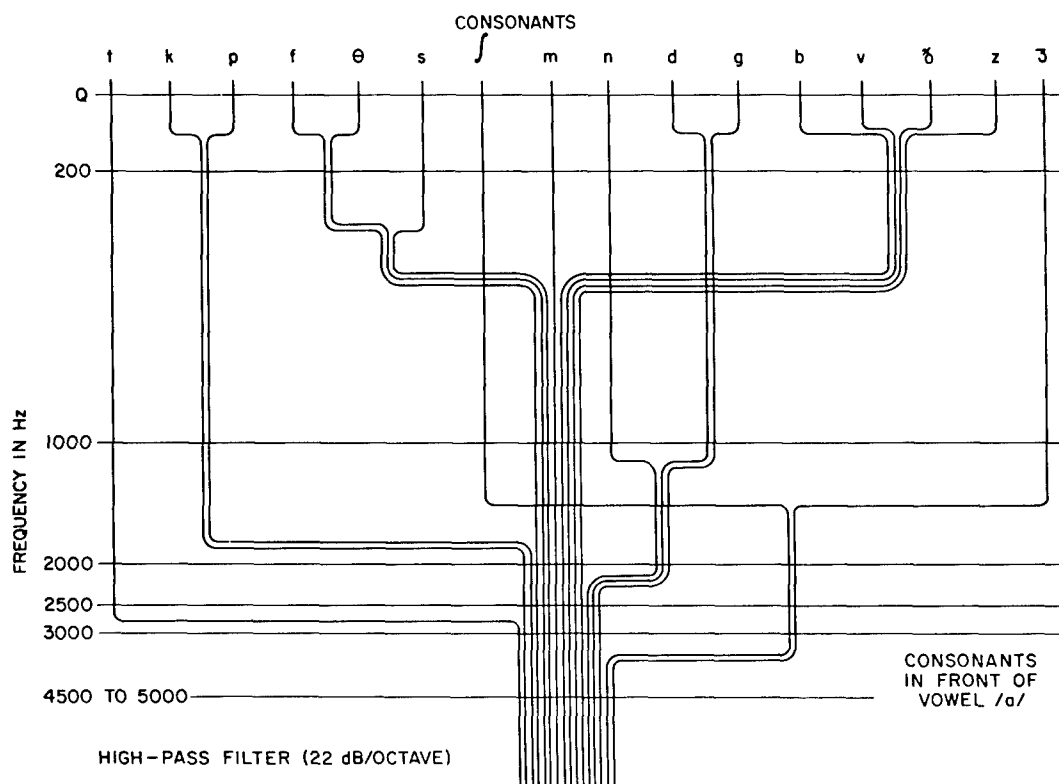 CONSONANTS
t k p f θ s ʃ m n d g b v ð z ʒ
Q
200
1000
2000
2500
3000
4500 TO 5000
FREQUENCY IN Hz
CONSONANTS
IN FRONT OF
VOWEL /a/
HIGH-PASS FILTER (22 dB/OCTAVE)